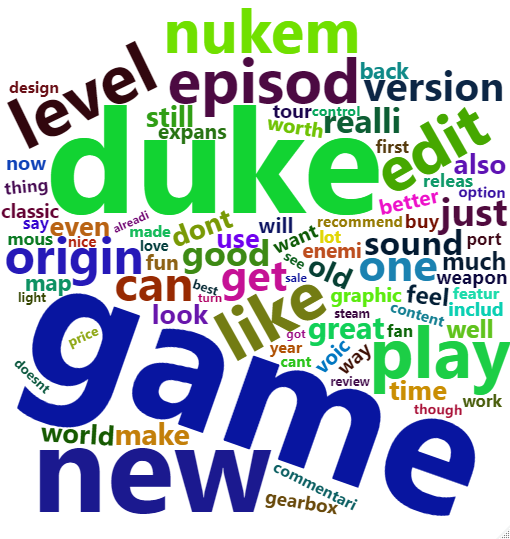 nukem
level
episod
back
version
design
duke
still
expans
tour
control
worth
realli
edit
first
now
thing
also
releas
option
classic
say
even
mous
nice
alreadi
made
love
dont
use
will
want
see
lot
enemi
recommend
better
buy
just
port
origin
map
fun
good
get
old
sound
one
much
weapon
light
can
best
turn
sale
like
graphic
feel
content
featur
includ
look
game
price
great
fan
well
steam
got
year
cant
voic
way
review
play
doesnt
time
though
work
world
make
new
commentari
gearbox